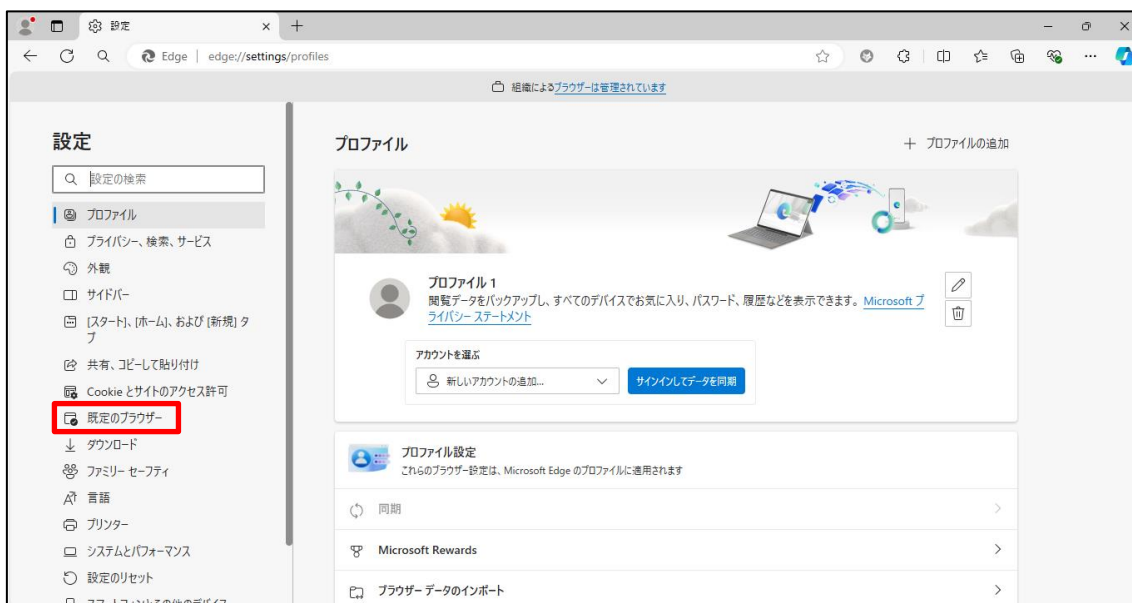 設定
Edge | edge://settings/profiles
組織によるブラウザーは管理されています
設定
設定の検索
プロファイル
プライバシー、検索、サービス
外観
サイドバー
[スタート]、[ホーム]、および [新規] タ
ブ
共有、コピーして貼り付け
Cookie とサイトのアクセス許可
既定のブラウザー
ダウンロード
ファミリー セーフティ
言語
プリンター
システムとパフォーマンス
設定のリセット
スマートフォンとその他のデバイス
プロファイル
プロファイルの追加
プロファイル 1
閲覧データをバックアップし、すべてのデバイスでお気に入り、パスワード、履歴などを表示できます。 Microsoft プ
ライバシー ステートメント
アカウントを選ぶ
新しいアカウントの追加...
サインインしてデータを同期
プロファイル設定
これらのブラウザー設定は、Microsoft Edge のプロファイルに適用されます
同期
Microsoft Rewards
ブラウザー データのインポート